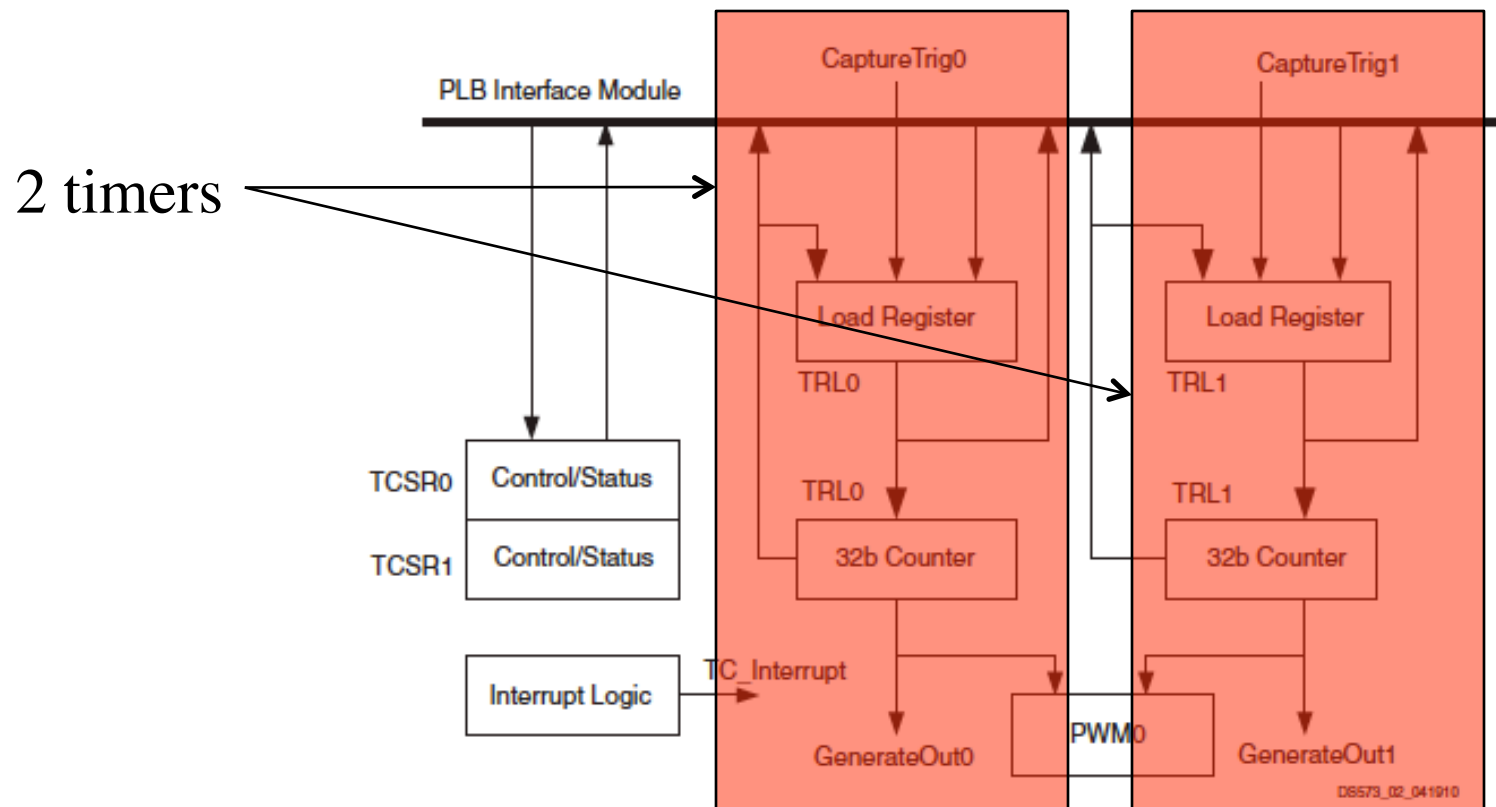 CaptureTrig0
CaptureTrig1
PLB Interface Module
2 timers
Load Register
Load Register
TRL0
TRL1
TCSR0
Control/Status
TRL0
TRL1
TCSR1
Control/Status
32b Counter
32b Counter
TC_Interrupt
Interrupt Logic
PWM0
GenerateOut0
GenerateOut1
DS573_02_041910